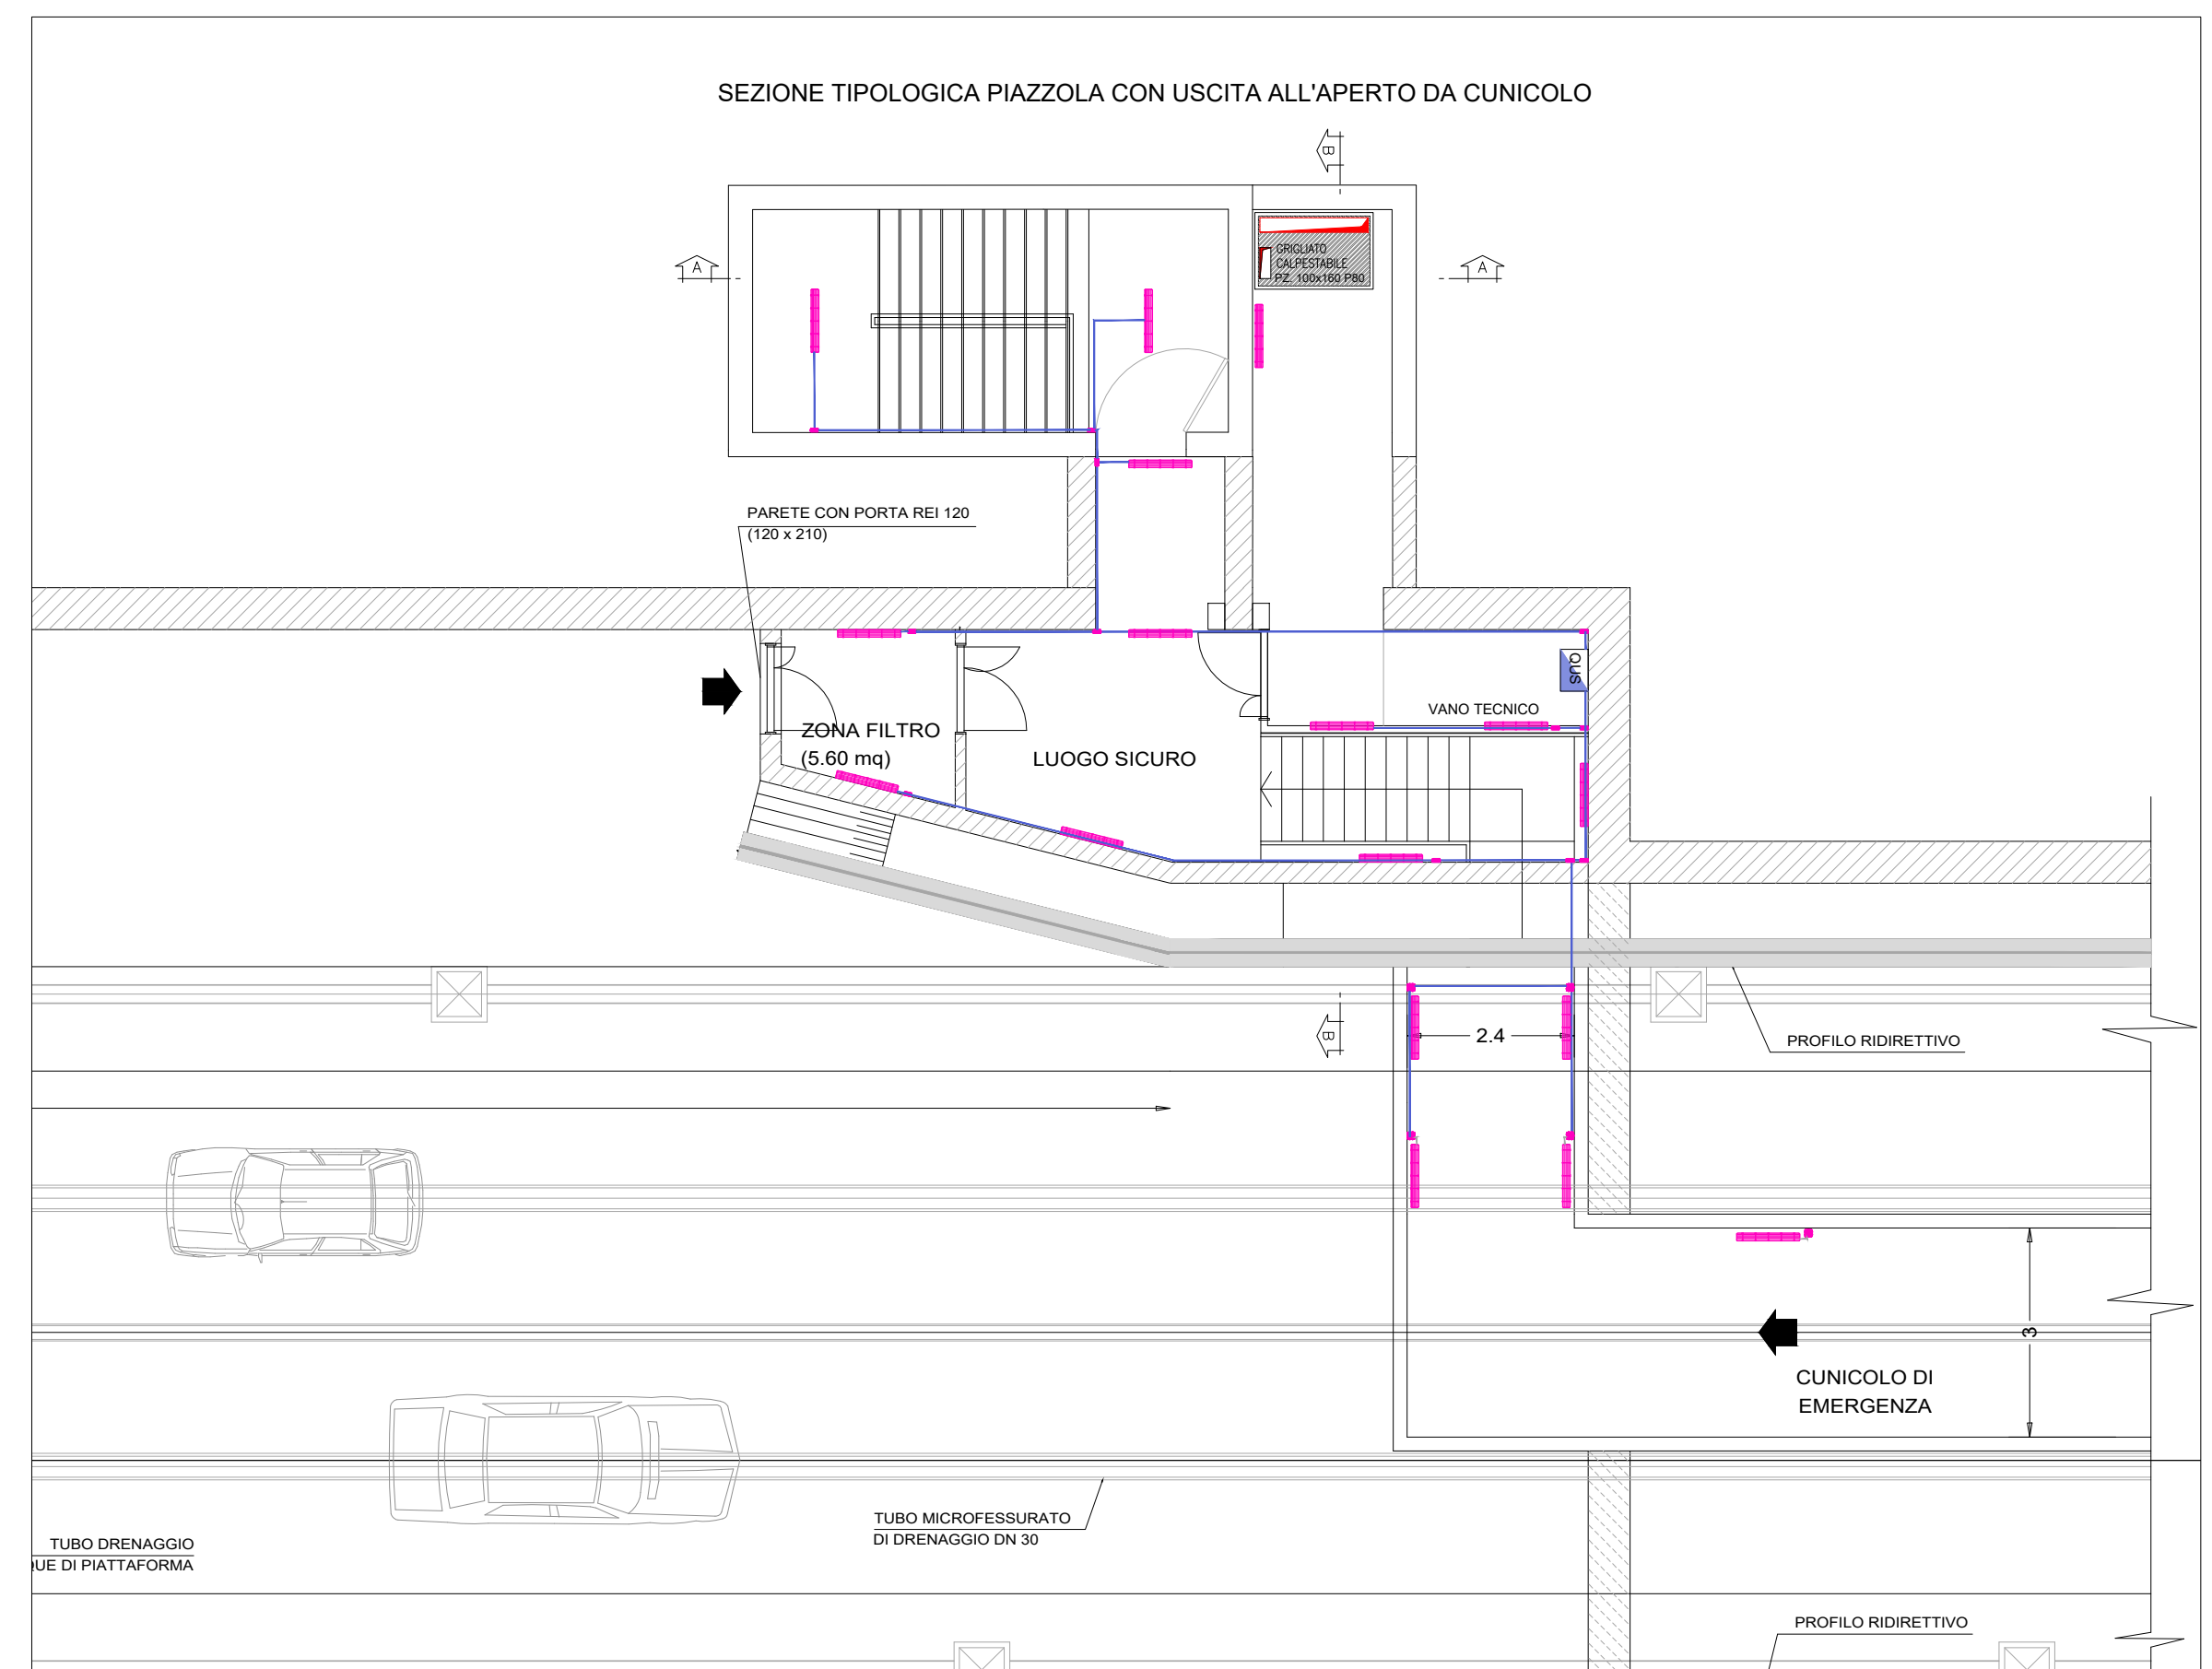 SEZIONE TIPOLOGICA PIAZZOLA CON USCITA ALL'APERTO DA CUNICOLO
B
A
A
GRIGLIATO
CALPESTABILE
PZ. 100x160 P80
PARETE CON PORTA REI 120
(120 x 210)
QUS
VANO TECNICO
ZONA FILTRO
(5.60 mq)
LUOGO SICURO
B
2.4
PROFILO RIDIRETTIVO
3
CUNICOLO DI
EMERGENZA
TUBO MICROFESSURATO
DI DRENAGGIO DN 30
TUBO DRENAGGIO
QUE DI PIATTAFORMA
PROFILO RIDIRETTIVO